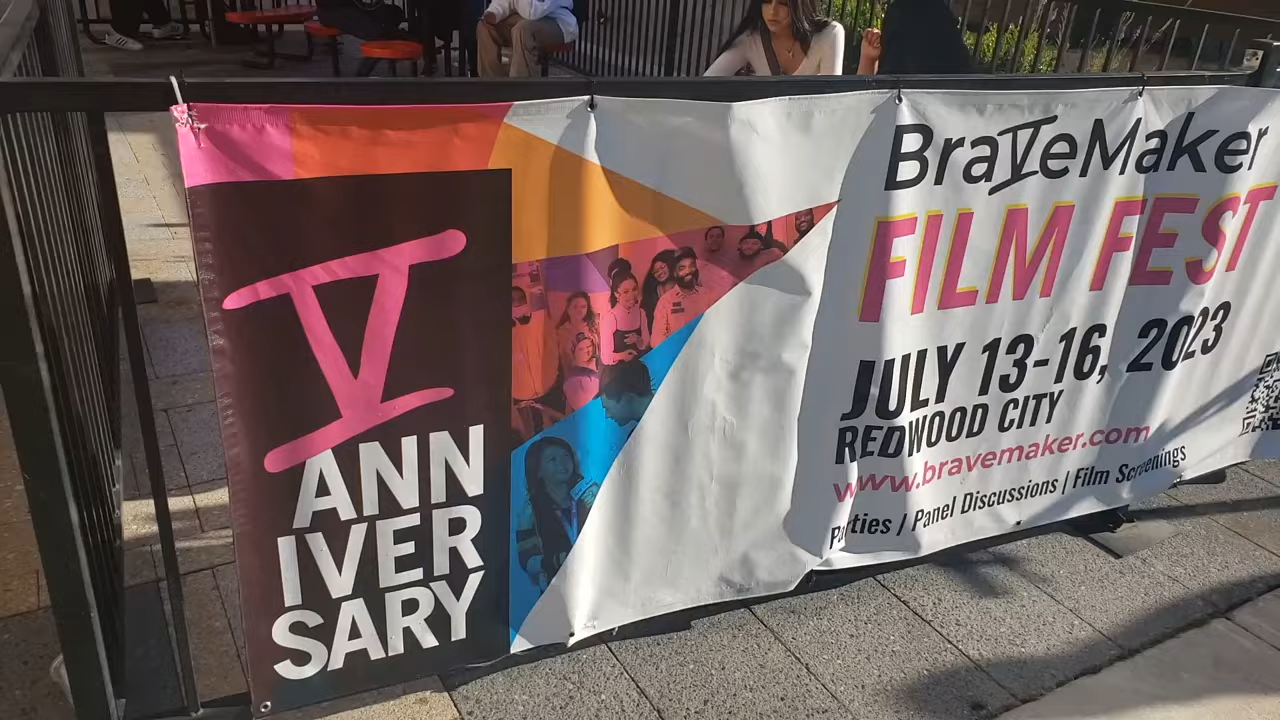 V
ANN
IVER
SARY
BraVeMaker
FILM FEST
JULY 13-16, 2023
REDWOOD CITY
www.bravemaker.com
Parties / Panel Discussions / Film Screenings